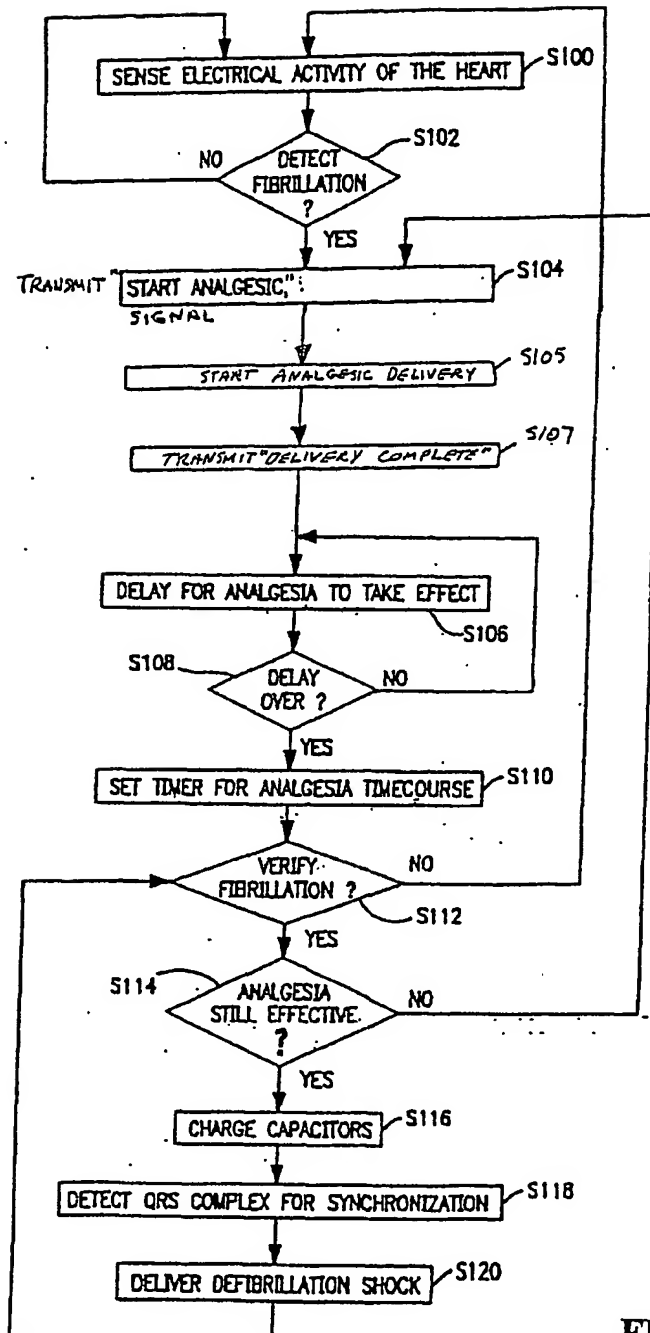 SENSE ELECTRICAL ACTIVITY OF THE HEART
S100
S102
NO
DETECT
FIBRILLATION
?
YES
TRANSMIT "START ANALGESIC,"
SIGNAL
S104
START ANALGESIC DELIVERY
S105
TRANSMIT "DELIVERY COMPLETE"
S107
DELAY FOR ANALGESIA TO TAKE EFFECT
S106
S108
DELAY
OVER ?
NO
YES
SET TIMER FOR ANALGESIA TIMECOURSE
S110
VERIFY
FIBRILLATION ?
NO
S112
YES
S114
ANALGESIA
STILL EFFECTIVE
?
NO
YES
CHARGE CAPACITORS
S116
DETECT QRS COMPLEX FOR SYNCHRONIZATION
S118
DELIVER DEFIBRILLATION SHOCK
S120